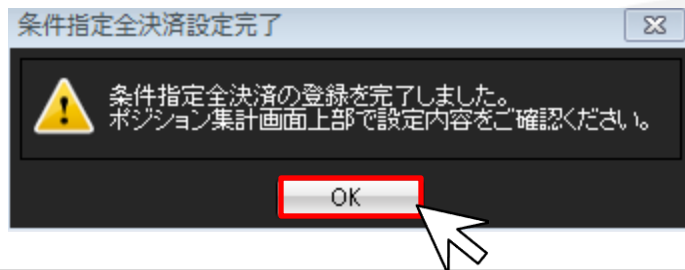 条件指定全決済設定完了
条件指定全決済の登録を完了しました。
ポジション集計画面上部で設定内容をご確認ください。
OK